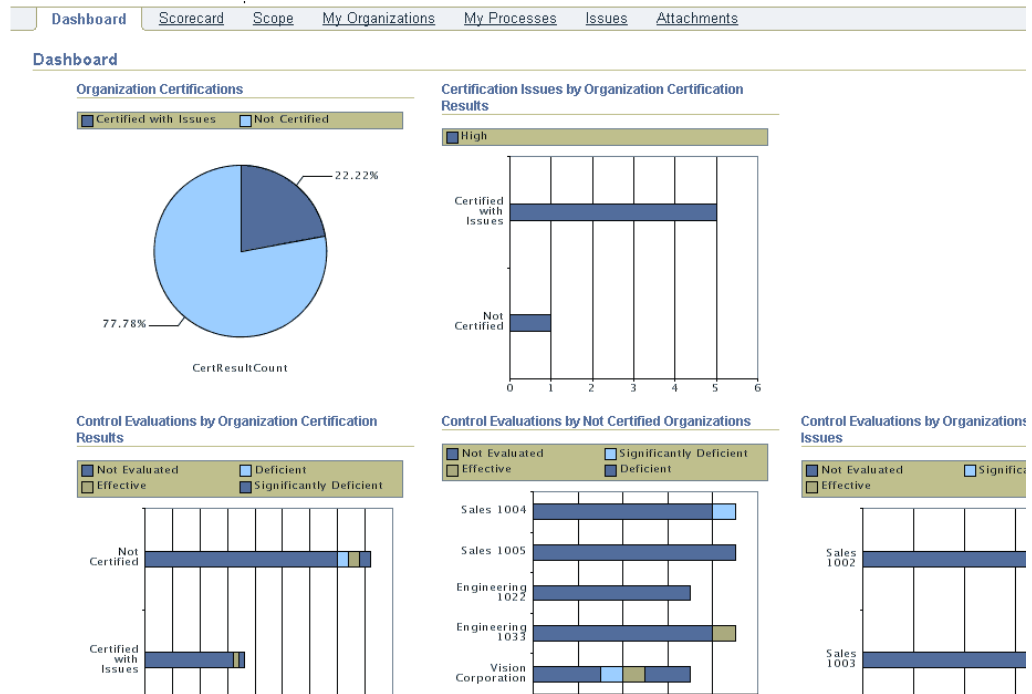 Dashboard Scorecard Scope My Organizations My Processes Issues Attachments
Dashboard
Organization Certifications
Certified with Issues Not Certified
22.22%
77.78%
CertResultCount
Certification Issues by Organization Certification
Results
High
Certified
with
Issues
Not
Certified
0 1 2 3 4 5 6
Control Evaluations by Organization Certification
Results
Not Evaluated Deficient
Effective Significantly Deficient
Not
Certified
Certified
with
Issues
Control Evaluations by Not Certified Organizations
Not Evaluated Significantly Deficient
Effective Deficient
Sales 1004
Sales 1005
Engineering
1022
Engineering
1033
Vision
Corporation
Control Evaluations by Organizations
Issues
Not Evaluated Significa
Effective
Sales
1002
Sales
1003